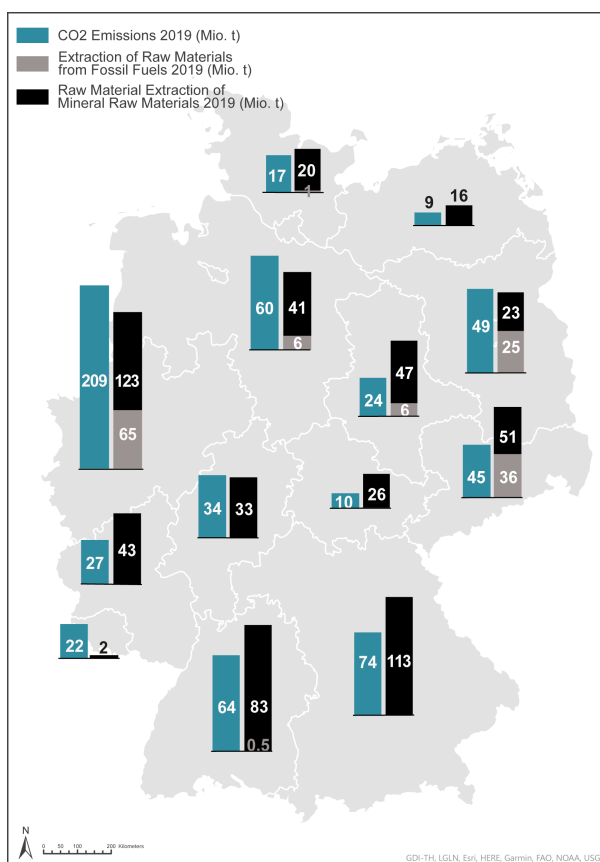 CO2 Emissions 2019 (Mio. t)
Extraction of Raw Materials
from Fossil Fuels 2019 (Mio. t)
Raw Material Extraction of
Mineral Raw Materials 2019 (Mio. t)
17 20
1
9 16
60 41
6
49 23
25
209 123
65
24 47
6
45 51
36
34 33
10 26
27 43
22 2
64 83
0.5
74 113
N
0 50 100 200 Kilometers
GDI-TH, LGLN, Esri, HERE, Garmin, FAO, NOAA, USG